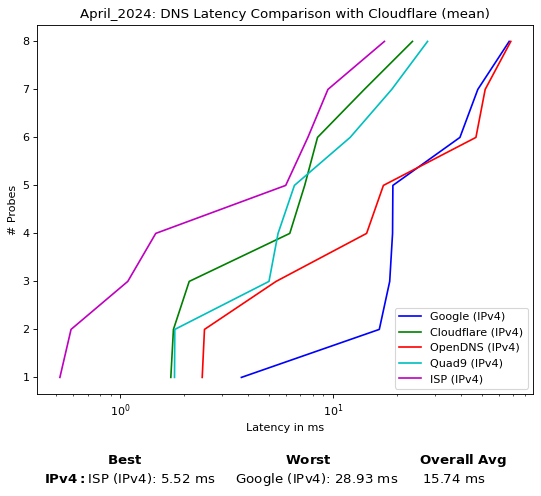 April_2024: DNS Latency Comparison with Cloudflare (mean)
# Probes
8
7
6
5
4
3
2
1
Google (IPv4)
Cloudflare (IPv4)
OpenDNS (IPv4)
Quad9 (IPv4)
ISP (IPv4)
10⁰ 10¹
Latency in ms
Best Worst Overall Avg
IPv4: ISP (IPv4): 5.52 ms Google (IPv4): 28.93 ms 15.74 ms